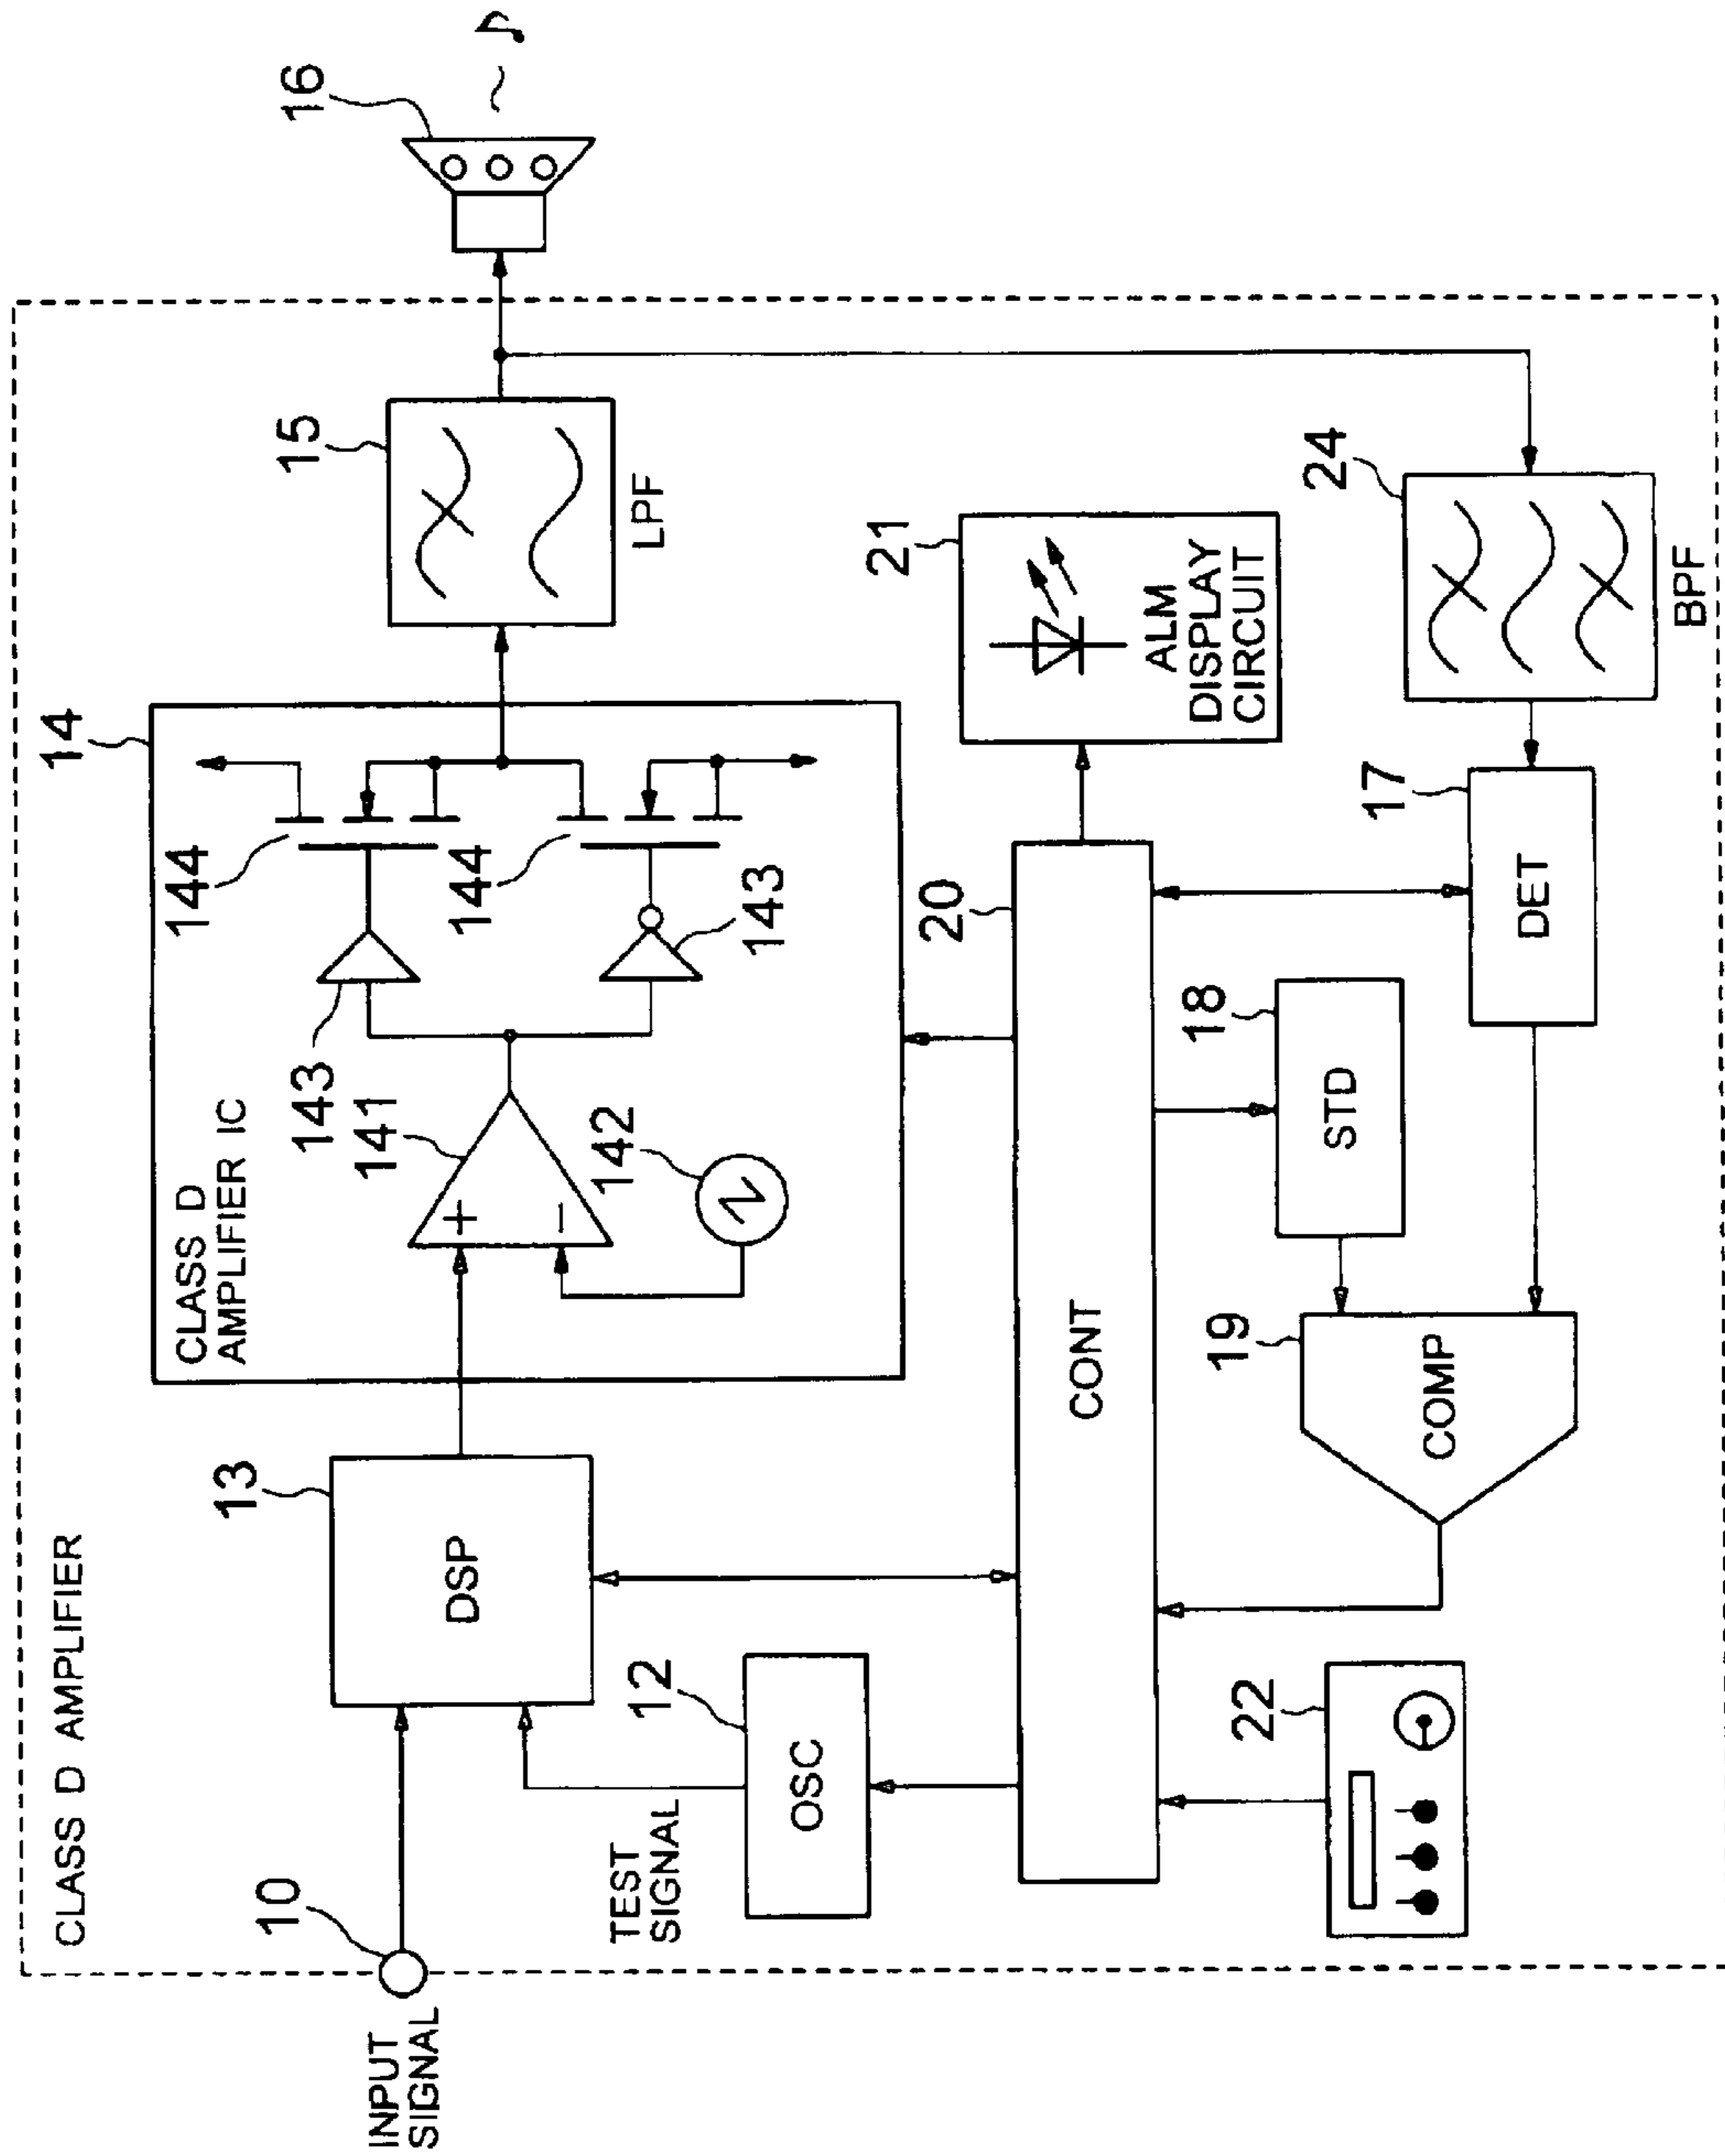 CLASS D AMPLIFIER
INPUT
SIGNAL
10
13
DSP
TEST
SIGNAL
12
OSC
22
14
CLASS D
AMPLIFIER IC
141
+
−
142
143
143
144
144
15
LPF
16
20
CONT
21
ALM
DISPLAY
CIRCUIT
18
STD
19
COMP
17
DET
24
BPF